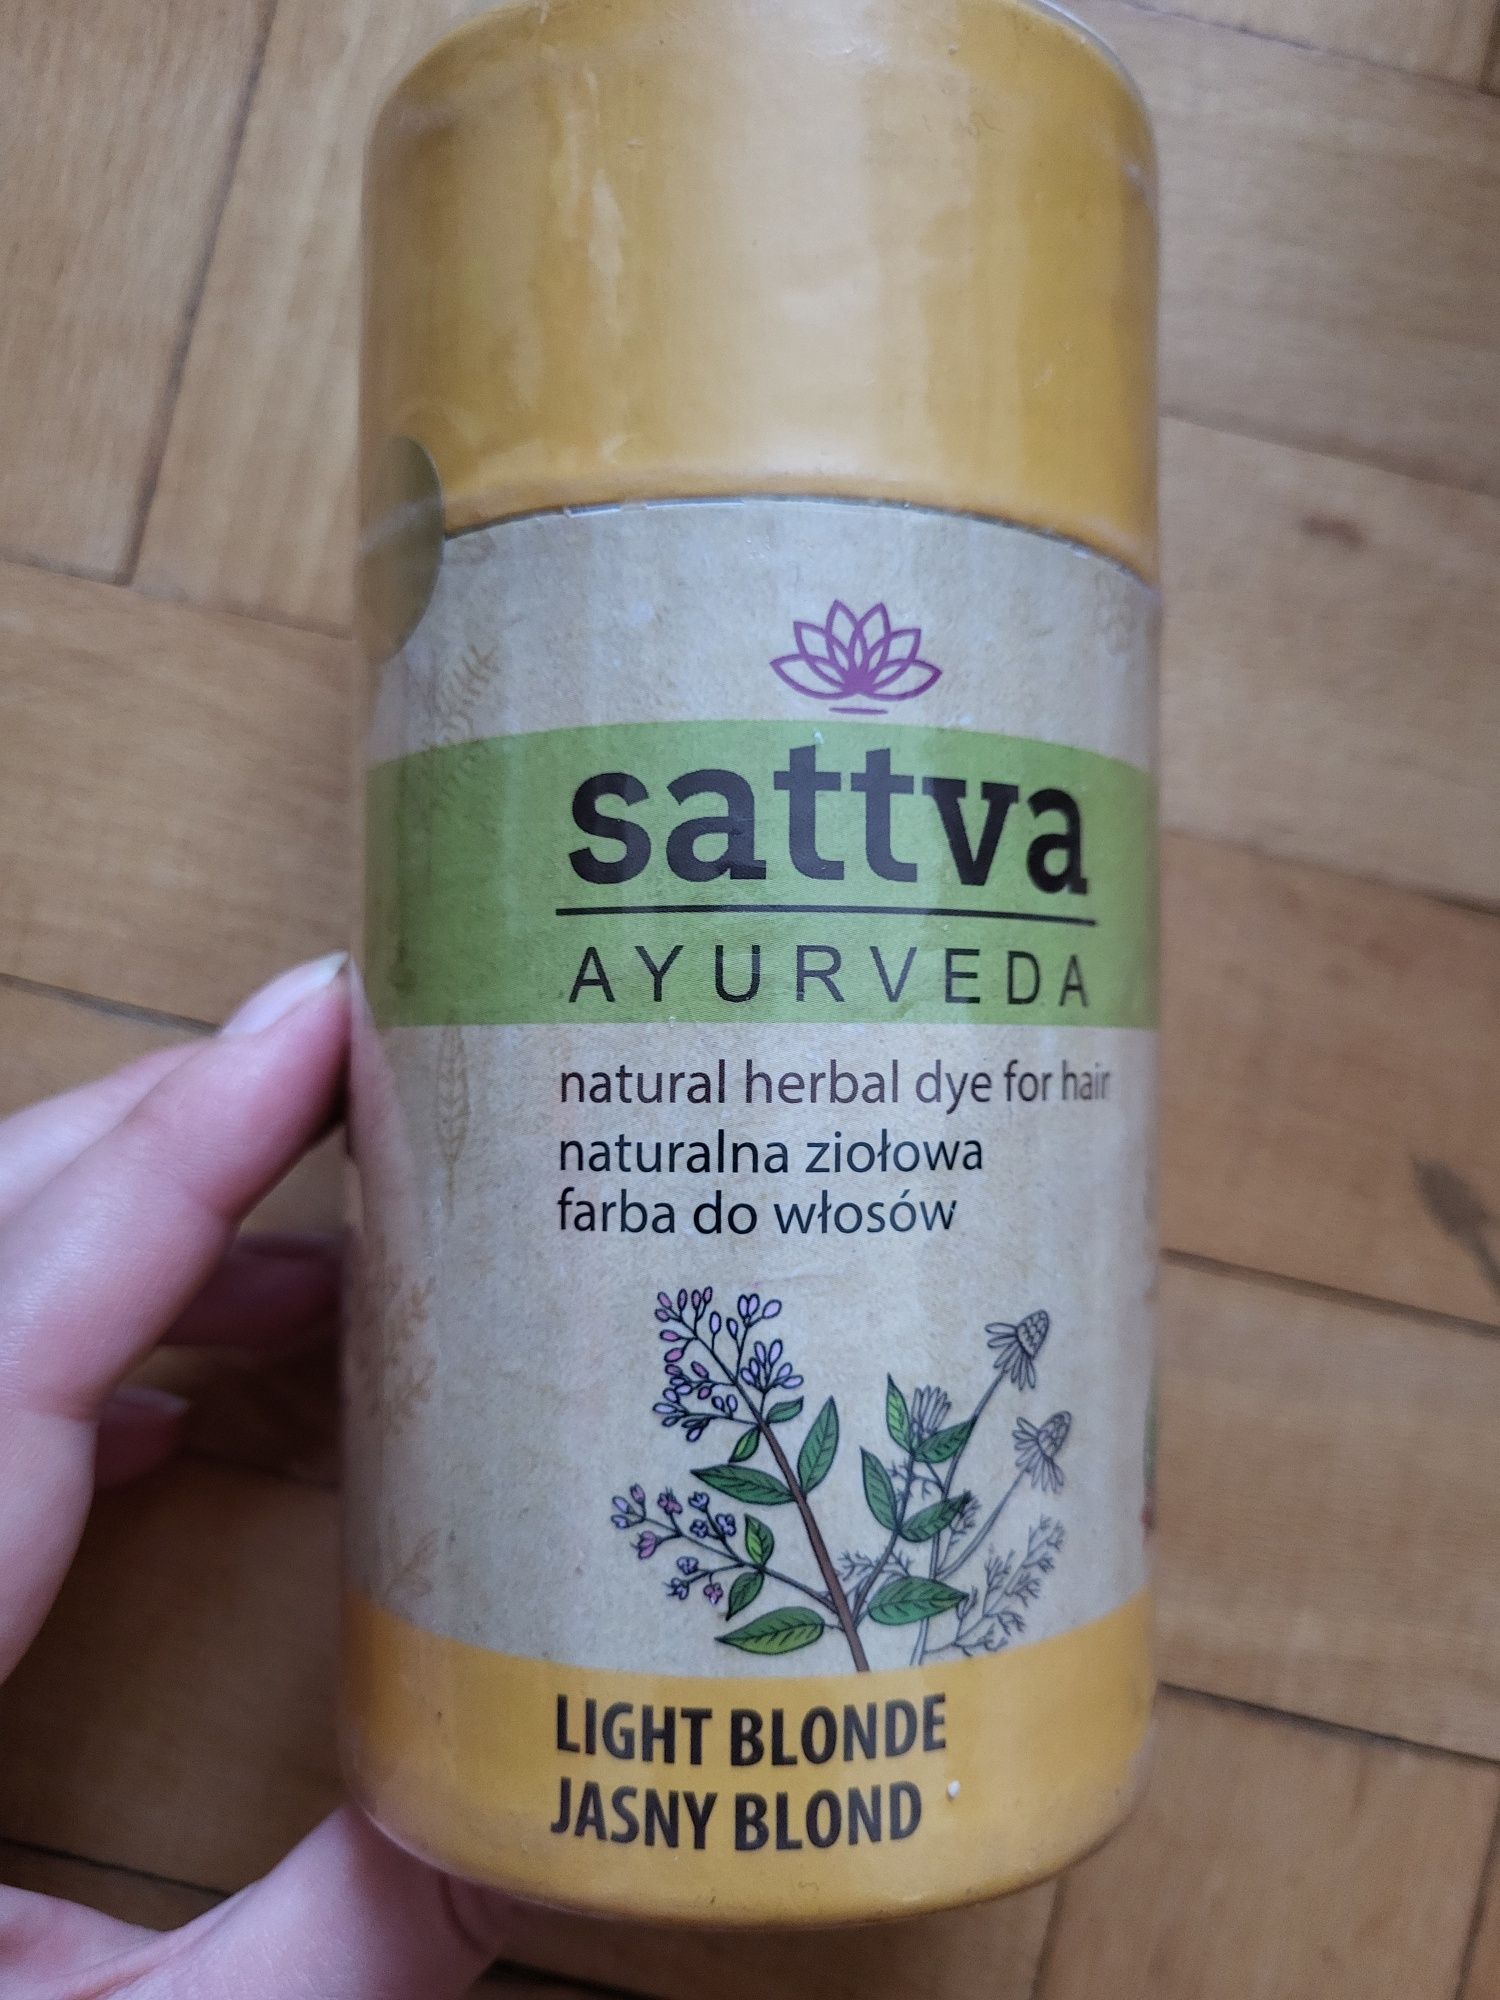 sattva
AYURVEDA
natural herbal dye for hair
naturalna ziołowa
farba do włosów
LIGHT BLONDE
JASNY BLOND